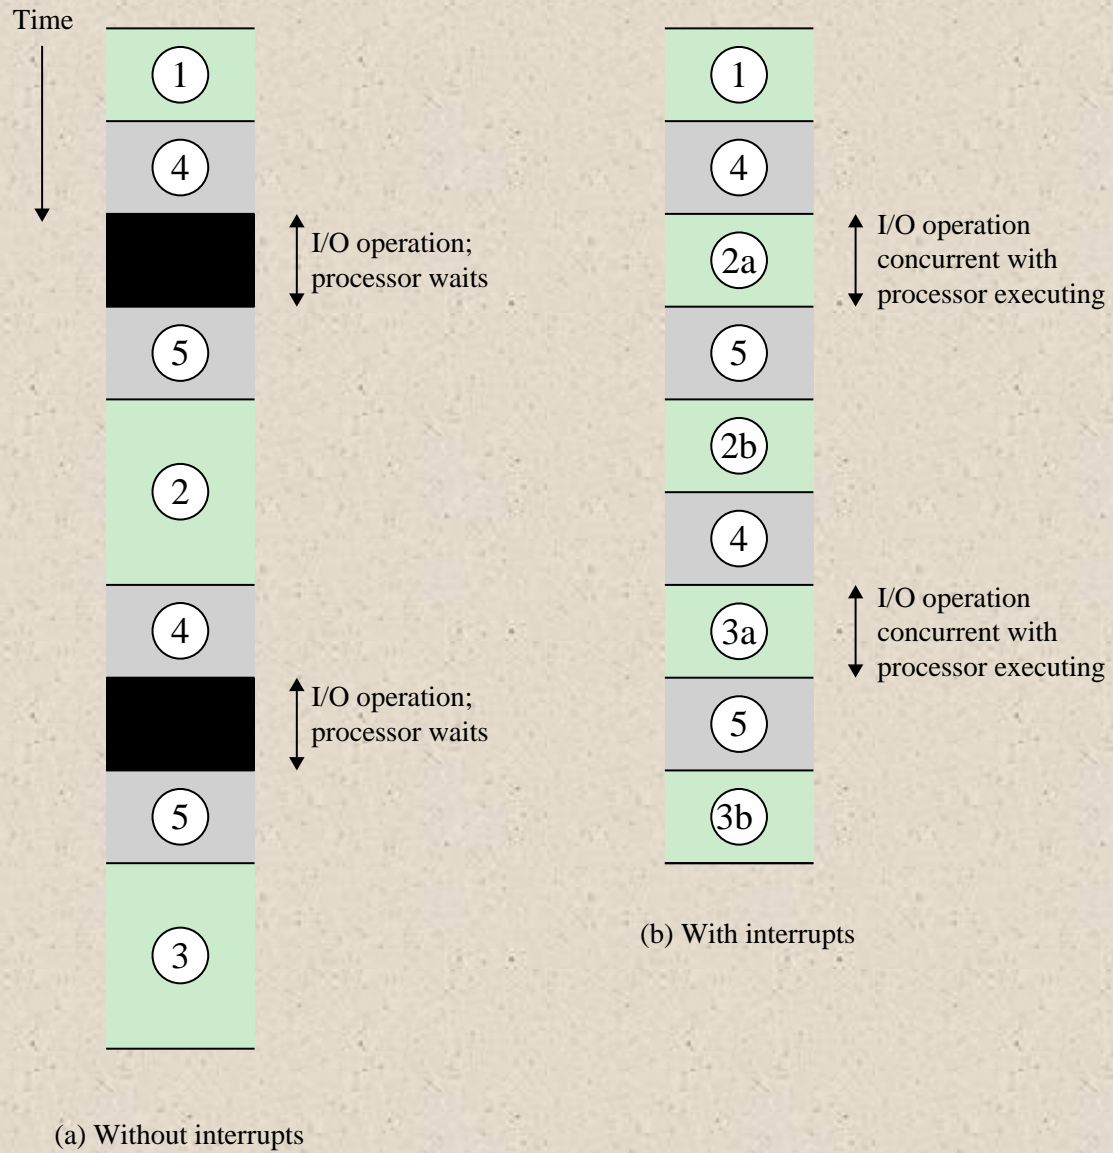 Time
1
4
I/O operation;
processor waits
5
2
4
I/O operation;
processor waits
5
3
(a) Without interrupts
1
4
2a
I/O operation
concurrent with
processor executing
5
2b
4
3a
I/O operation
concurrent with
processor executing
5
3b
(b) With interrupts